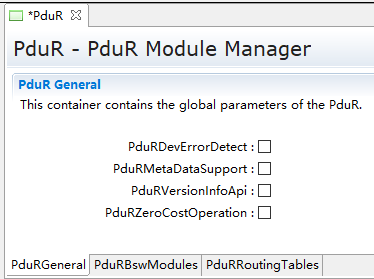 *PduR
PduR - PduR Module Manager
PduR General
This container contains the global parameters of the PduR.
PduRDevErrorDetect :
PduRMetaDataSupport :
PduRVersionInfoApi :
PduRZeroCostOperation :
PduRGeneral PduRBswModules PduRRoutingTables